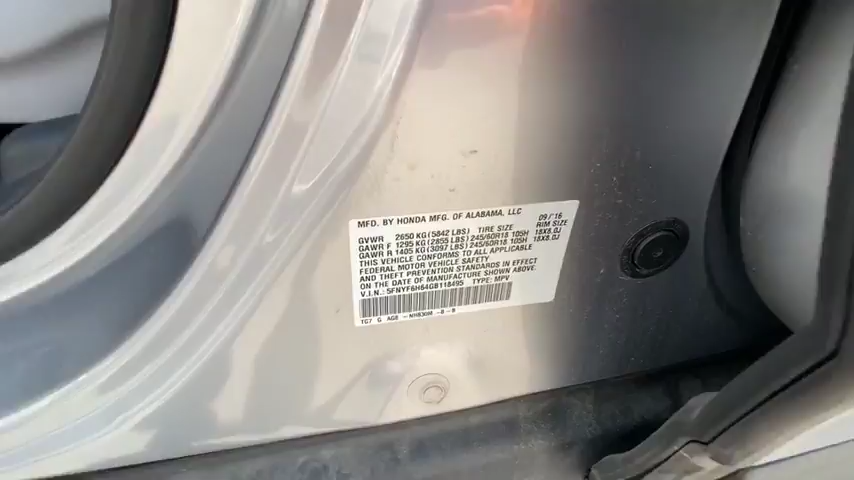 MFD. BY HONDA MFG. OF ALABAMA, LLC 09/'16
GVWR 2650 KG (5842 LBS) TIRE SIZE RIM SIZE
GAWR F 1295 KG (2855 LBS) 245/60R18 105H 18X8.0J
GAWR R 1405 KG (3097 LBS) 245/60R18 105H 18X8.0J
THIS VEHICLE CONFORMS TO ALL APPLICABLE
FEDERAL MOTOR VEHICLE SAFETY
AND THEFT PREVENTION STANDARDS IN EFFECT
ON THE DATE OF MANUFACTURE SHOWN ABOVE.
V.I.N.: 5FNYF6H64GB118495 TYPE: MPV
TG7 G AG8 -NH830M -B -B